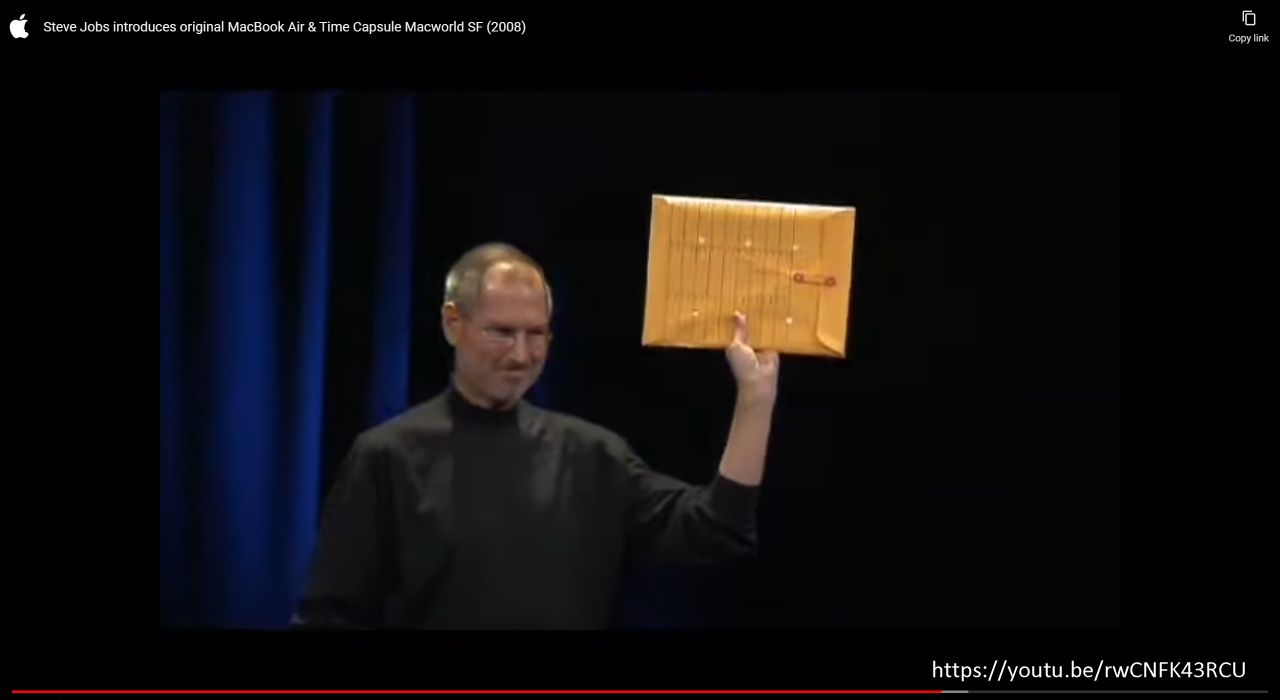 Steve Jobs introduces original MacBook Air & Time Capsule Macworld SF (2008)
Copy link
https://youtu.be/rwCNFK43RCU